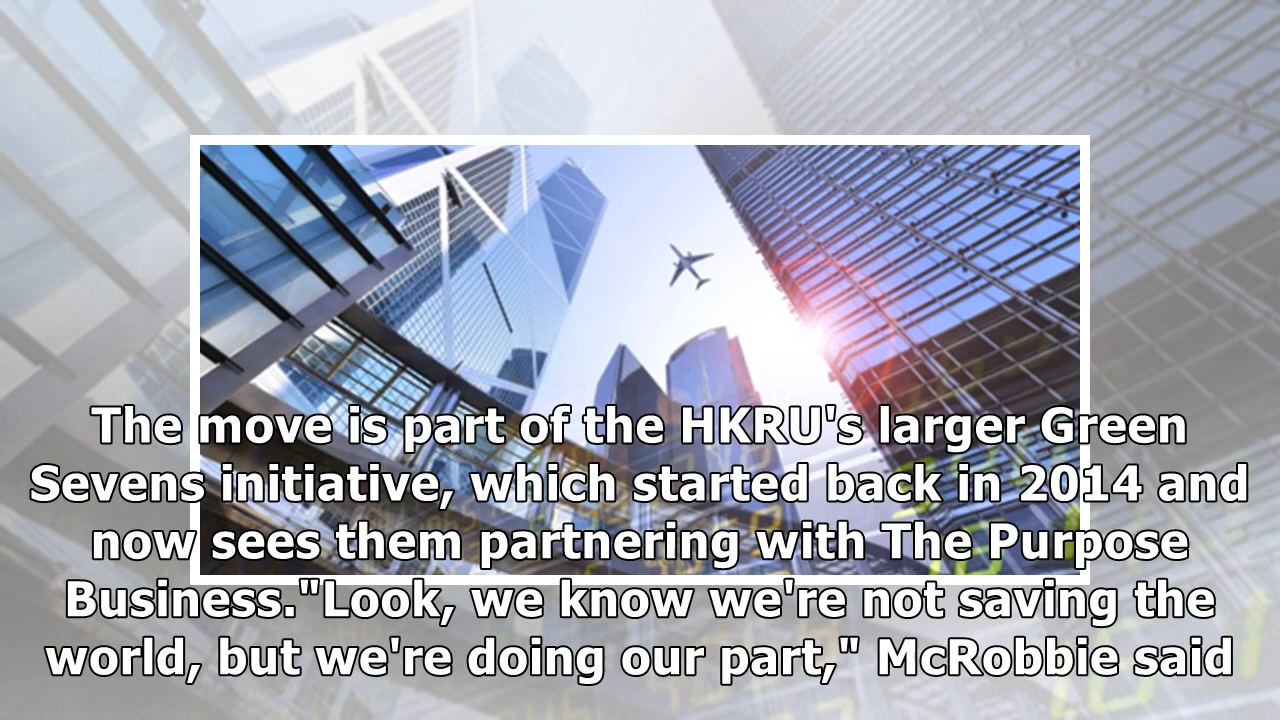 The move is part of the HKRU's larger Green
Sevens initiative, which started back in 2014 and
now sees them partnering with The Purpose
Business."Look, we know we're not saving the
world, but we're doing our part," McRobbie said